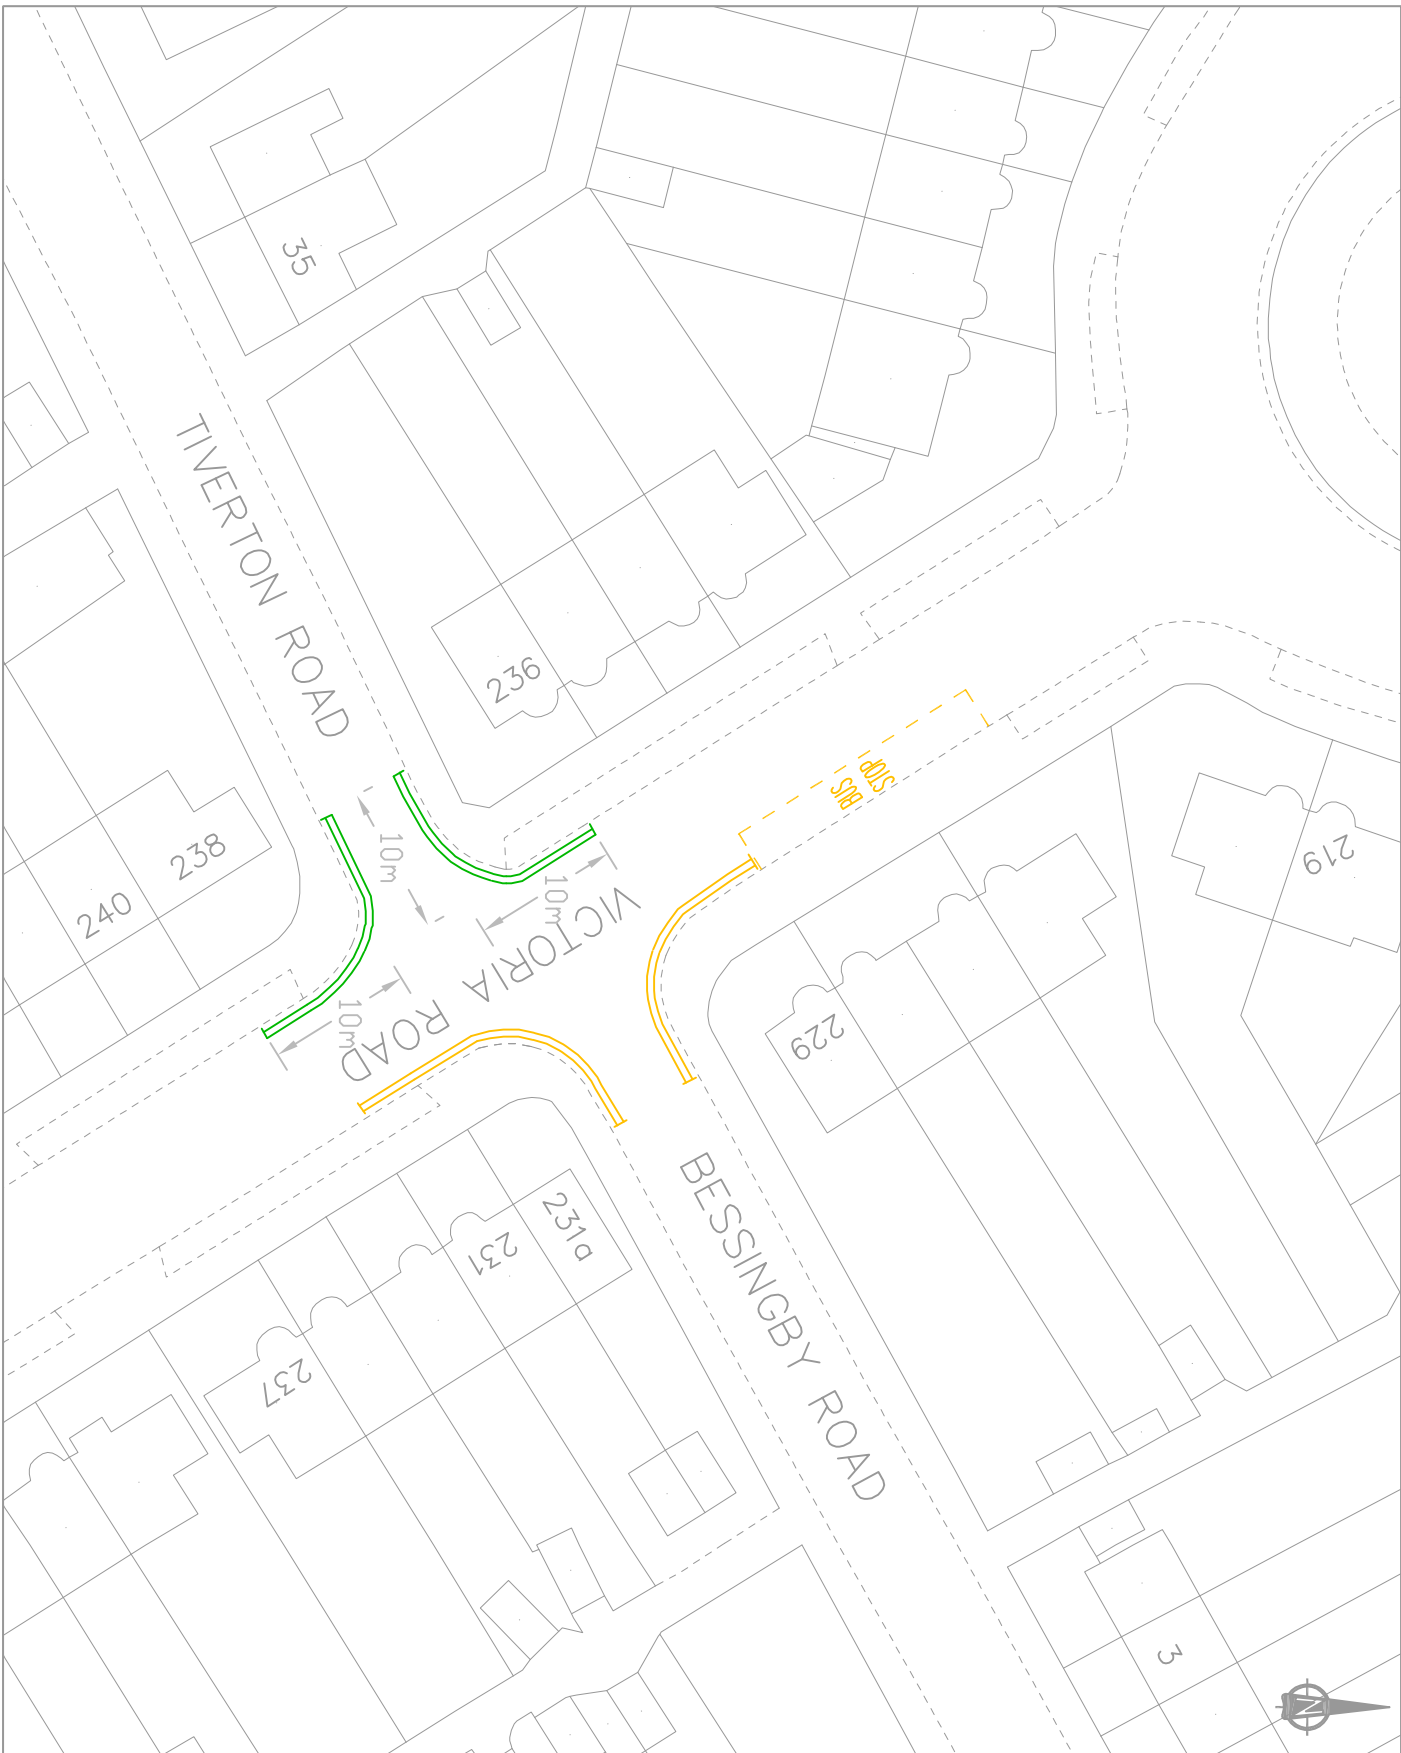 35
TIVERTON ROAD
236
BUS
STOP
10m
238
219
240
10m
VICTORIA ROAD
10m
229
231a
231
BESSINGBY ROAD
237
3
N